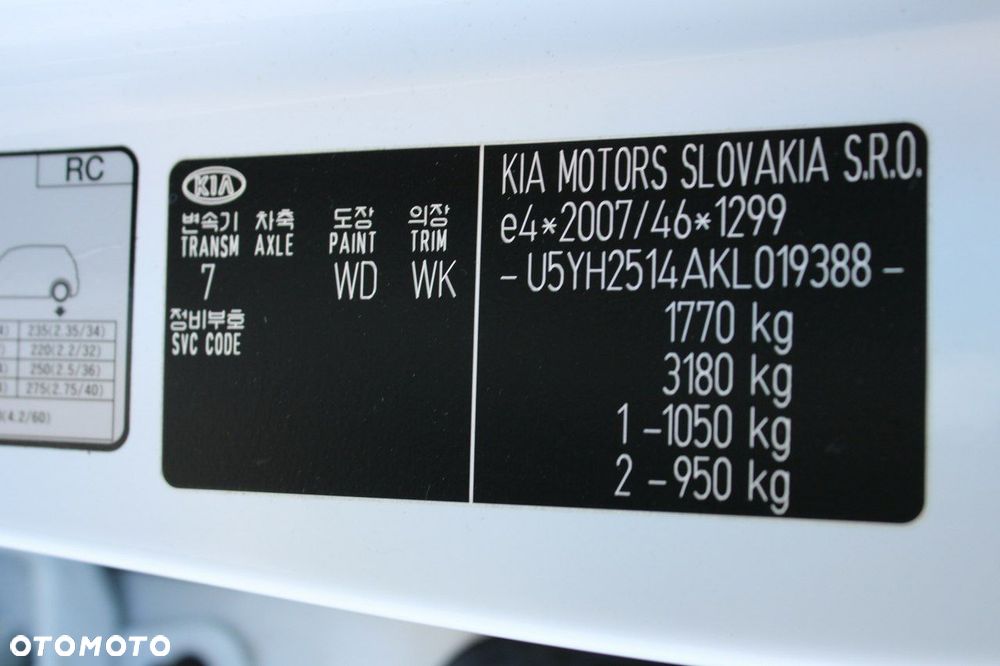 RC
235(2.35/34)
220(2.2/32)
250(2.5/36)
275(2.75/40)
(4.2/60)
KIA
변속기 차축 도장 의장
TRANSM AXLE PAINT TRIM
7 WD WK
정비부호
SVC CODE
KIA MOTORS SLOVAKIA S.R.O.
e4*2007/46*1299
- U5YH2514AKL019388 -
1770 kg
3180 kg
1 -1050 kg
2 -950 kg
OTOMOTO